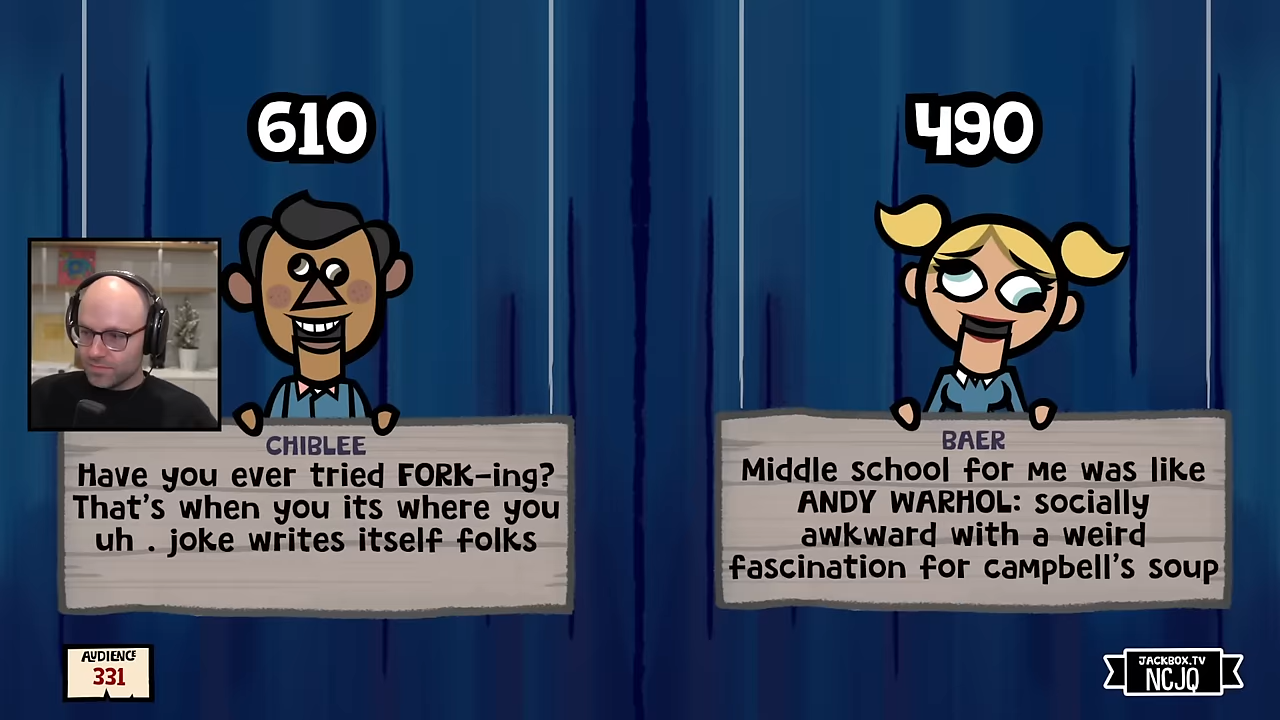 610
490
CHIBLEE
Have you ever tried FORK-ing?
That's when you its where you
uh . joke writes itself folks
BAER
Middle school for me was like
ANDY WARHOL: socially
awkward with a weird
fascination for campbell's soup
AUDIENCE
331
JACKBOX.TV
NCJQ